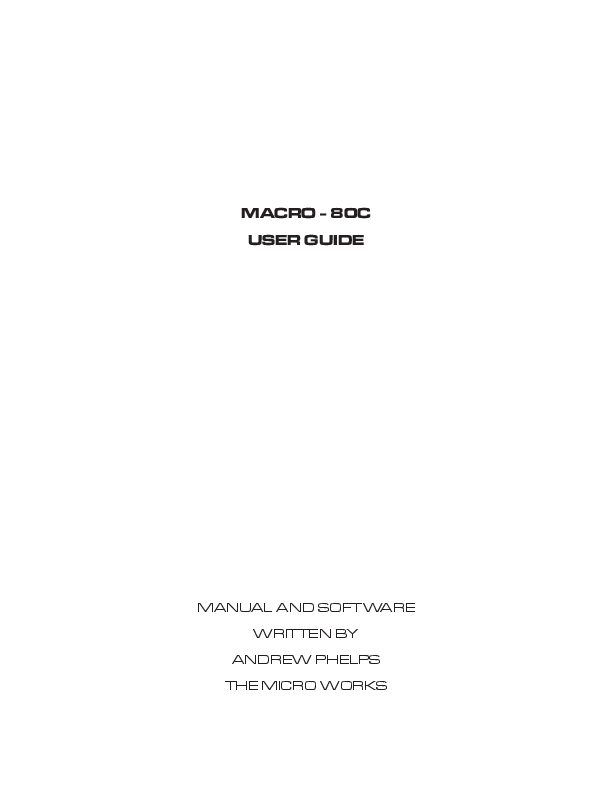 MACRO - 80C
USER GUIDE
MANUAL AND SOFTWARE
WRITTEN BY
ANDREW PHELPS
THE MICRO WORKS